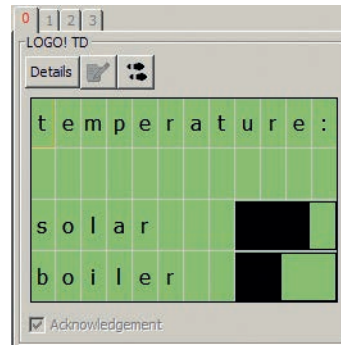 0 1 2 3
LOGO! TD
Details
temperature:
solar
boiler
Acknowledgement